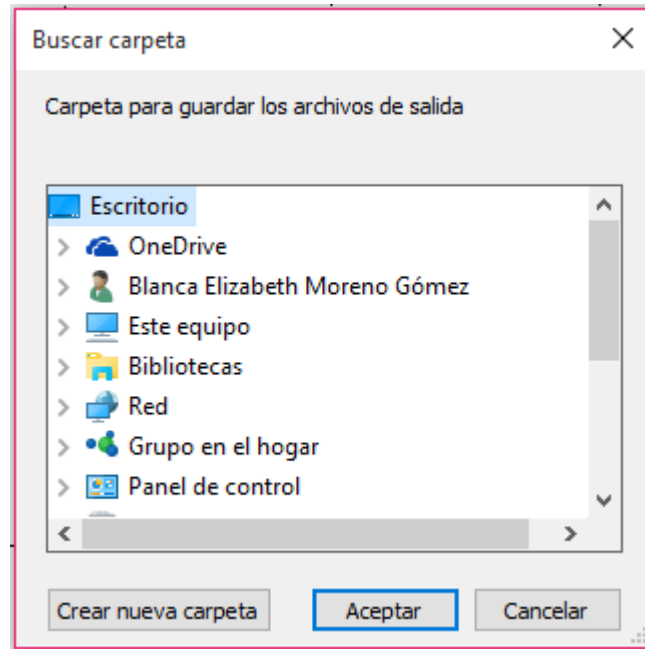 Buscar carpeta
Carpeta para guardar los archivos de salida
Escritorio
OneDrive
Blanca Elizabeth Moreno Gómez
Este equipo
Bibliotecas
Red
Grupo en el hogar
Panel de control
Crear nueva carpeta Aceptar Cancelar